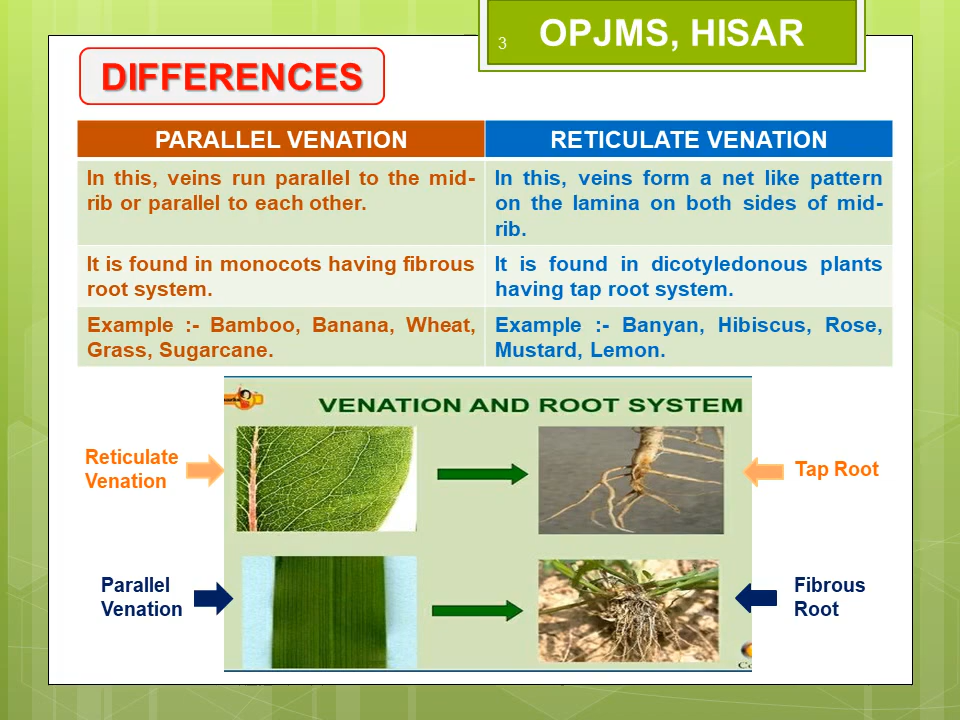 3
OPJMS, HISAR
DIFFERENCES
PARALLEL VENATION
RETICULATE VENATION
In this, veins run parallel to the mid-
rib or parallel to each other.
In this, veins form a net like pattern
on the lamina on both sides of mid-
rib.
It is found in monocots having fibrous
root system.
It is found in dicotyledonous plants
having tap root system.
Example :- Bamboo, Banana, Wheat,
Grass, Sugarcane.
Example :- Banyan, Hibiscus, Rose,
Mustard, Lemon.
VENATION AND ROOT SYSTEM
Reticulate
Venation
Tap Root
Parallel
Venation
Fibrous
Root